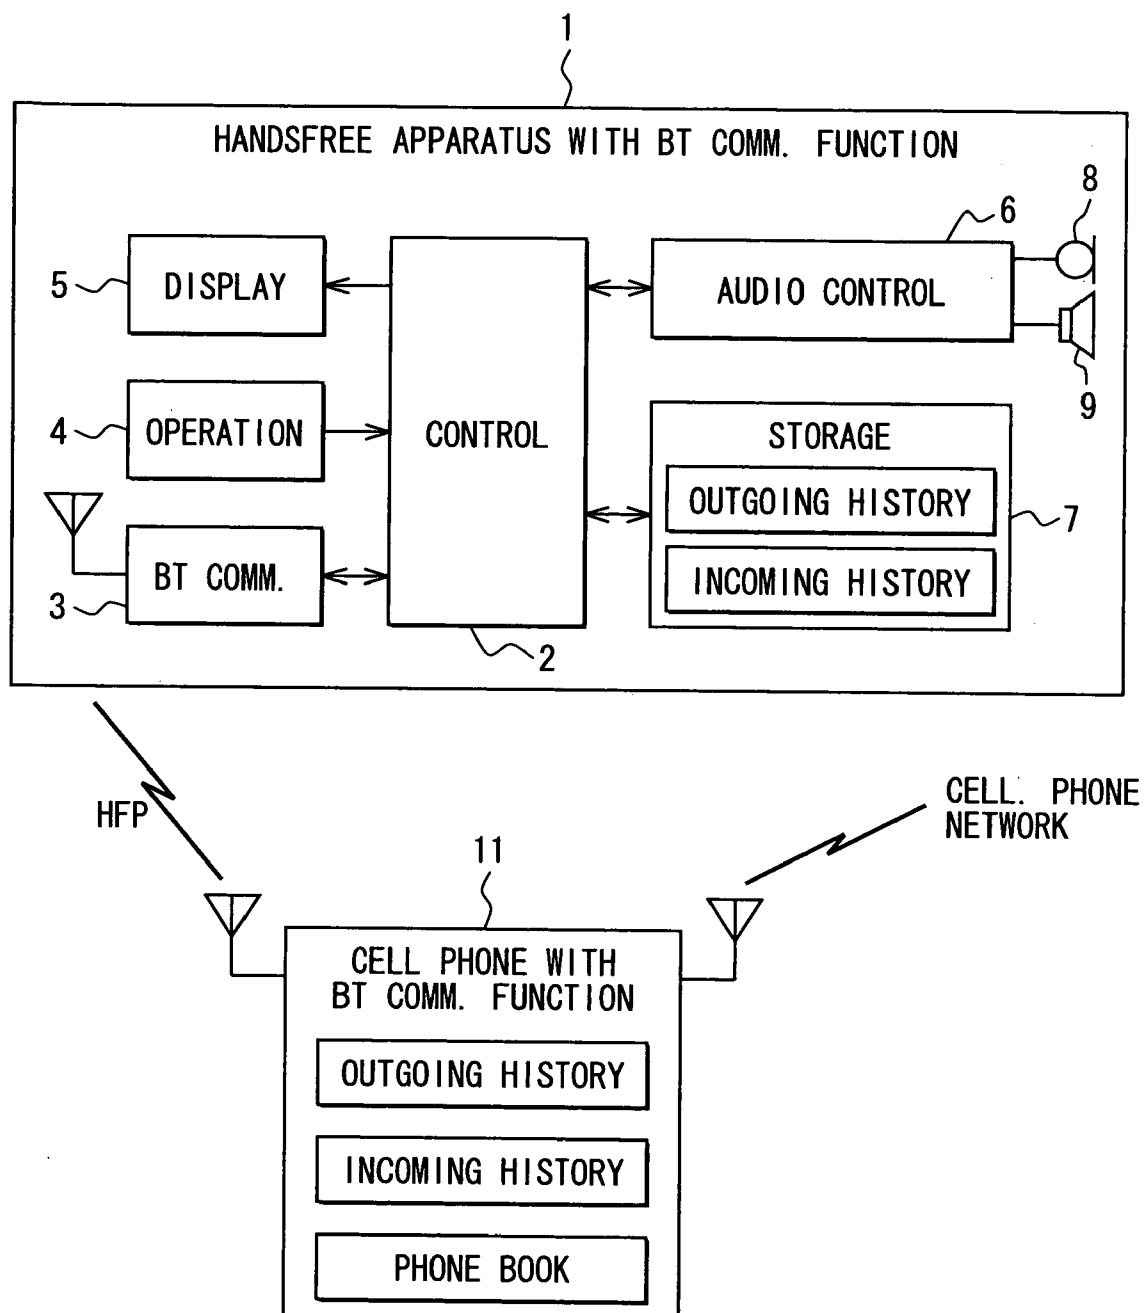 1
HANDSFREE APPARATUS WITH BT COMM. FUNCTION
8
6
5
DISPLAY
AUDIO CONTROL
9
4
OPERATION
CONTROL
STORAGE
OUTGOING HISTORY
7
BT COMM.
INCOMING HISTORY
3
2
HFP
CELL. PHONE
NETWORK
11
CELL PHONE WITH
BT COMM. FUNCTION
OUTGOING HISTORY
INCOMING HISTORY
PHONE BOOK